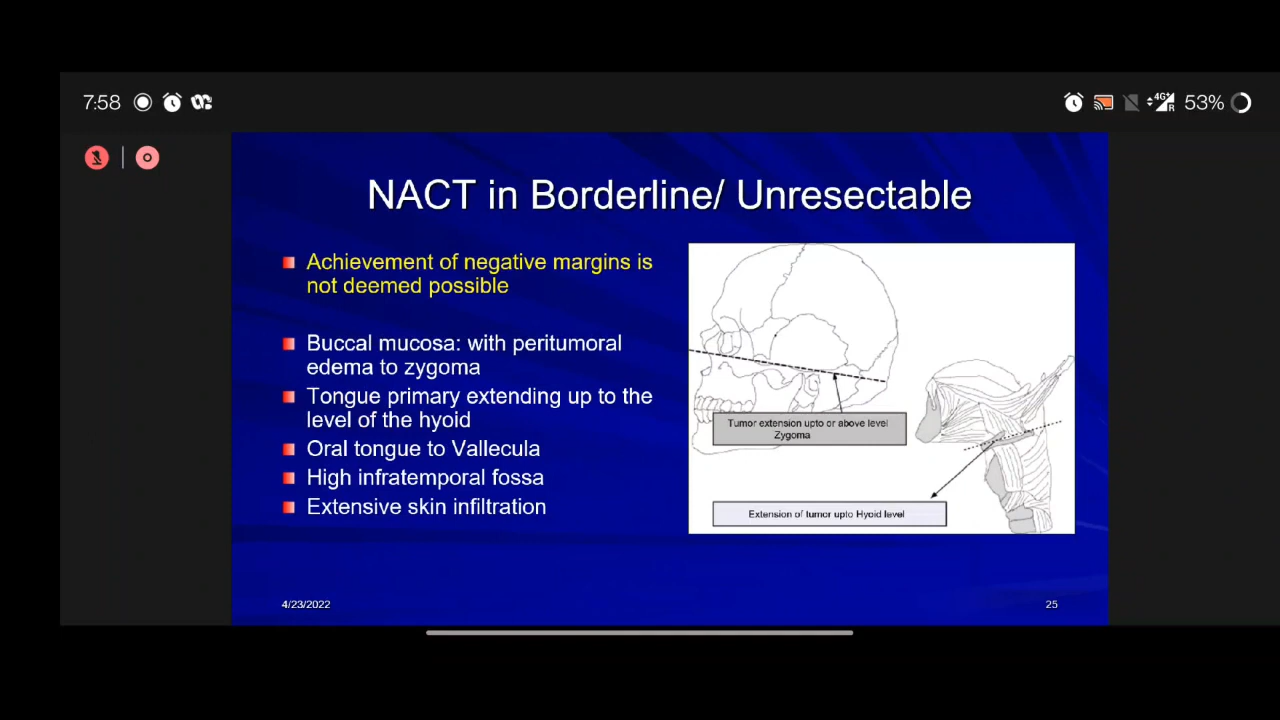 7:58
4G+
R
53%
NACT in Borderline/ Unresectable
Achievement of negative margins is
not deemed possible
Buccal mucosa: with peritumoral
edema to zygoma
Tongue primary extending up to the
level of the hyoid
Oral tongue to Vallecula
High infratemporal fossa
Extensive skin infiltration
Tumor extension upto or above level
Zygoma
Extension of tumor upto Hyoid level
4/23/2022
25